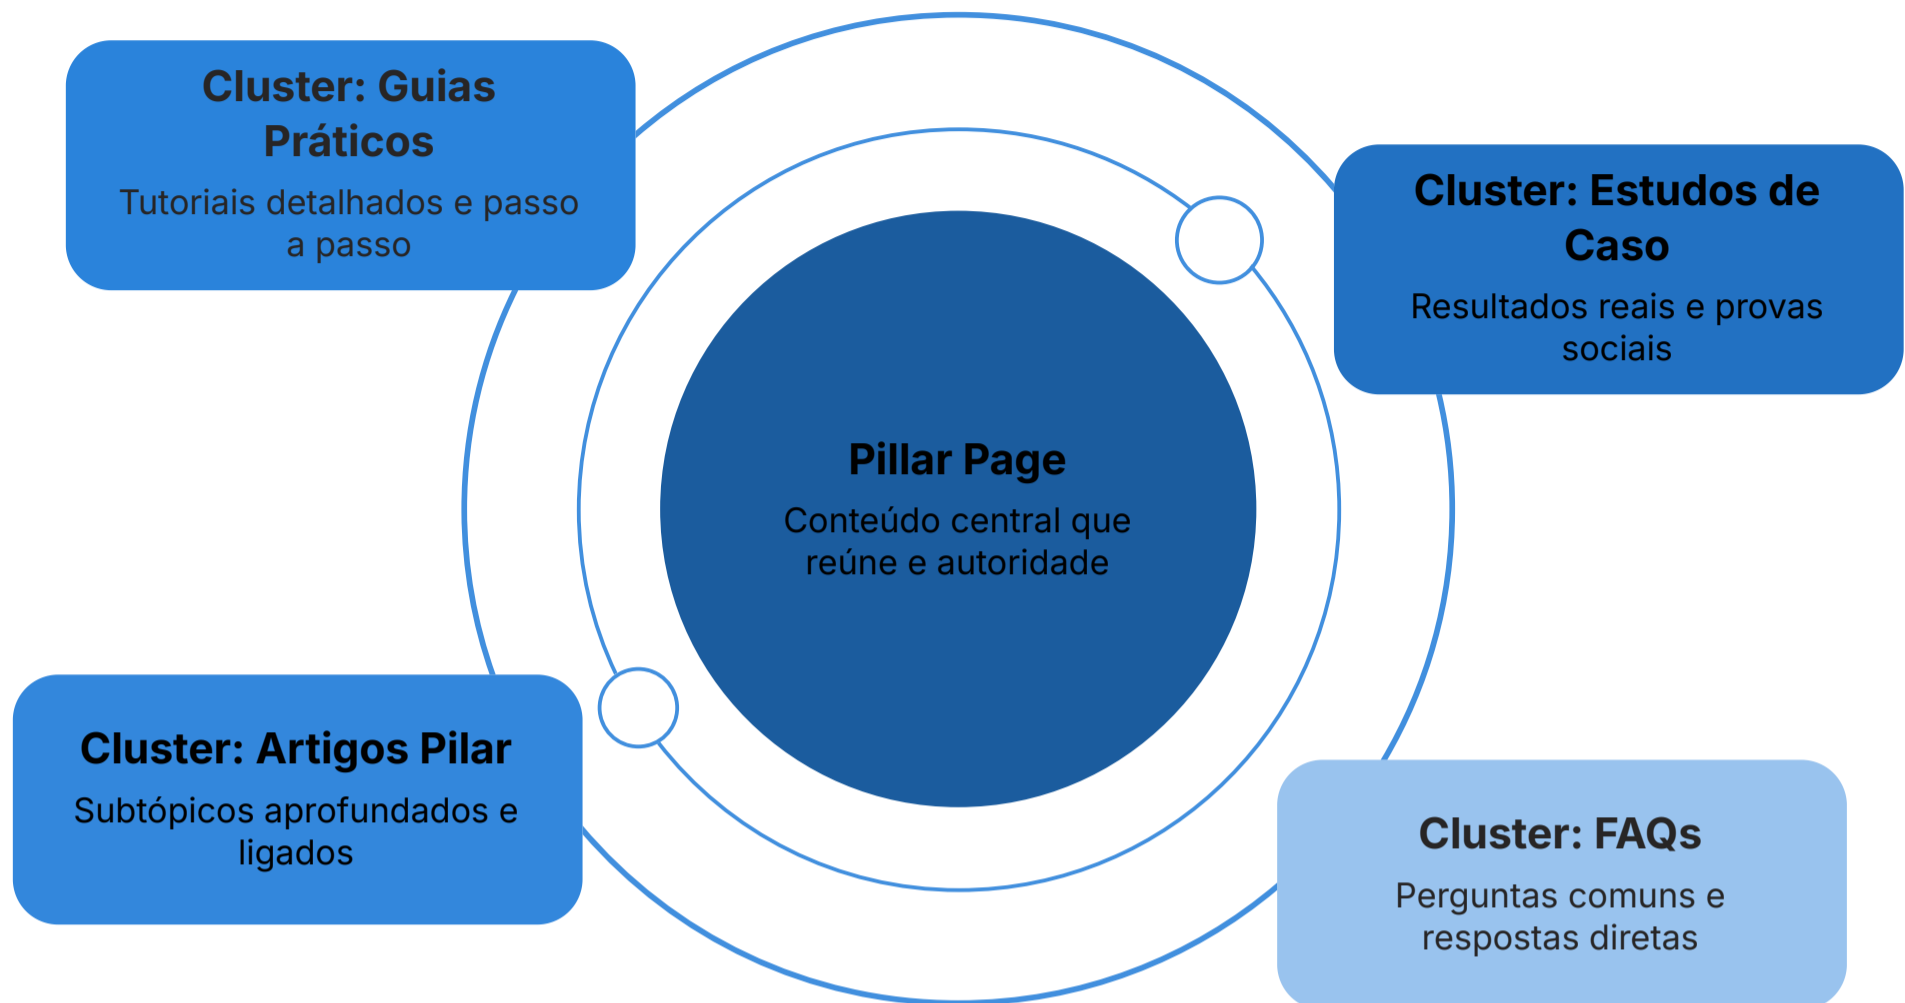 Cluster: Guias
Práticos
Tutoriais detalhados e passo
a passo
Cluster: Estudos de
Caso
Resultados reais e provas
sociais
Pillar Page
Conteúdo central que
reúne e autoridade
Cluster: Artigos Pilar
Subtópicos aprofundados e
ligados
Cluster: FAQs
Perguntas comuns e
respostas diretas